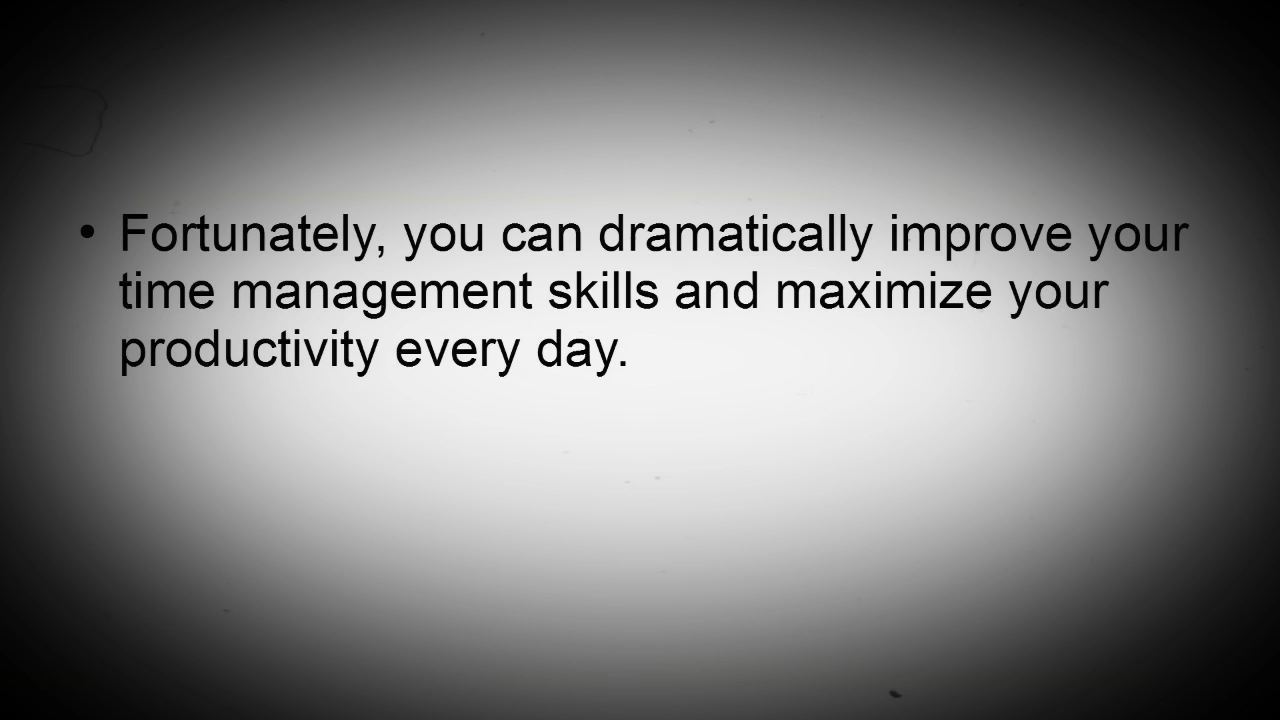 • Fortunately, you can dramatically improve your
time management skills and maximize your
productivity every day.